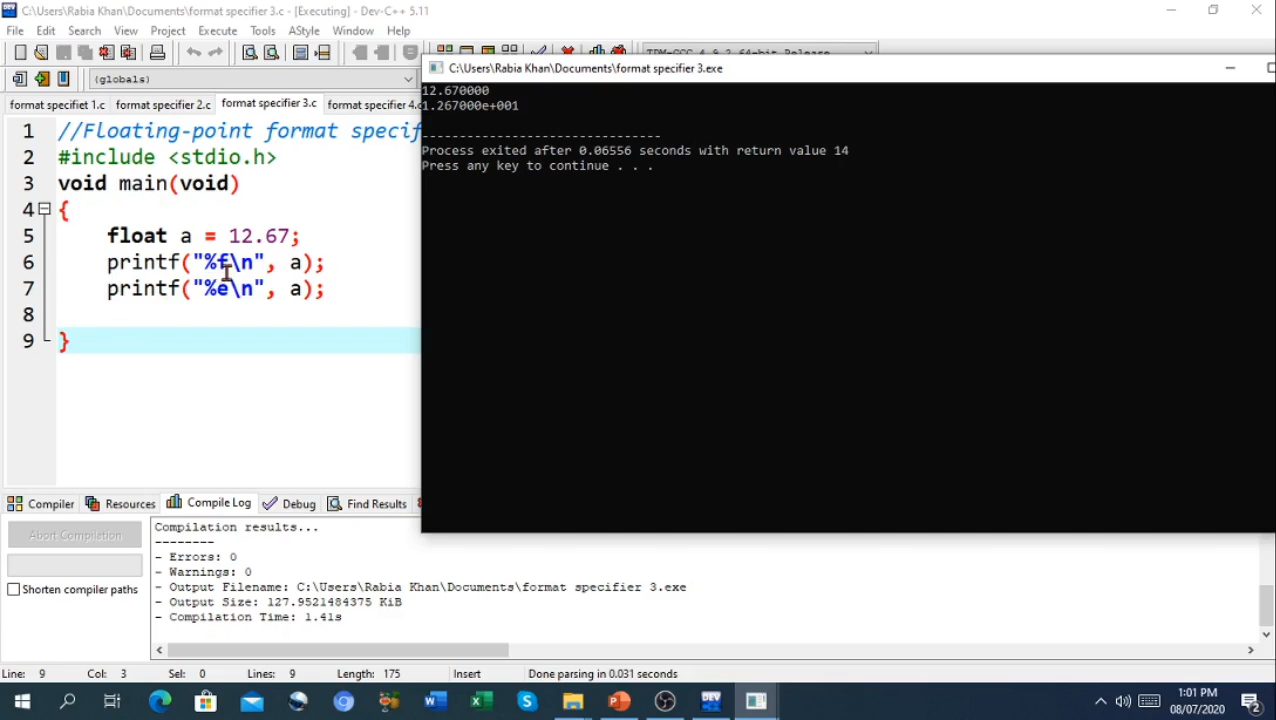 C:\Users\Rabia Khan\Documents\format specifier 3.c - [Executing] - Dev-C++ 5.11
File Edit Search View Project Execute Tools AStyle Window Help
(globals)
format specifiet 1.c format specifier 2.c format specifier 3.c format specifier 4.c
1 //Floating-point format specif
2 #include <stdio.h>
3 void main(void)
4 {
5 float a = 12.67;
6 printf("%f\n", a);
7 printf("%e\n", a);
8
9 }
C:\Users\Rabia Khan\Documents\format specifier 3.exe
12.670000
1.267000e+001
--------------------------------
Process exited after 0.06556 seconds with return value 14
Press any key to continue . . .
Compiler Resources Compile Log Debug Find Results
Abort Compilation
Shorten compiler paths
Compilation results...
--------
- Errors: 0
- Warnings: 0
- Output Filename: C:\Users\Rabia Khan\Documents\format specifier 3.exe
- Output Size: 127.9521484375 KiB
- Compilation Time: 1.41s
Line: 9 Col: 3 Sel: 0 Lines: 9 Length: 175 Insert Done parsing in 0.031 seconds
1:01 PM
08/07/2020
2